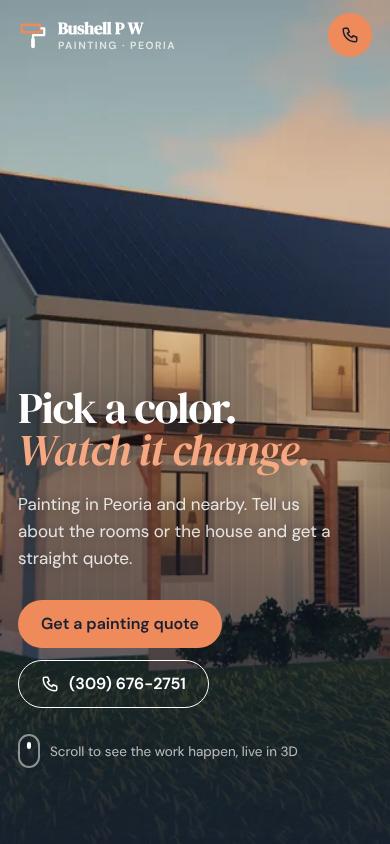 Bushell P W
PAINTING · PEORIA
Pick a color.
Watch it change.
Painting in Peoria and nearby. Tell us
about the rooms or the house and get a
straight quote.
Get a painting quote
(309) 676-2751
Scroll to see the work happen, live in 3D